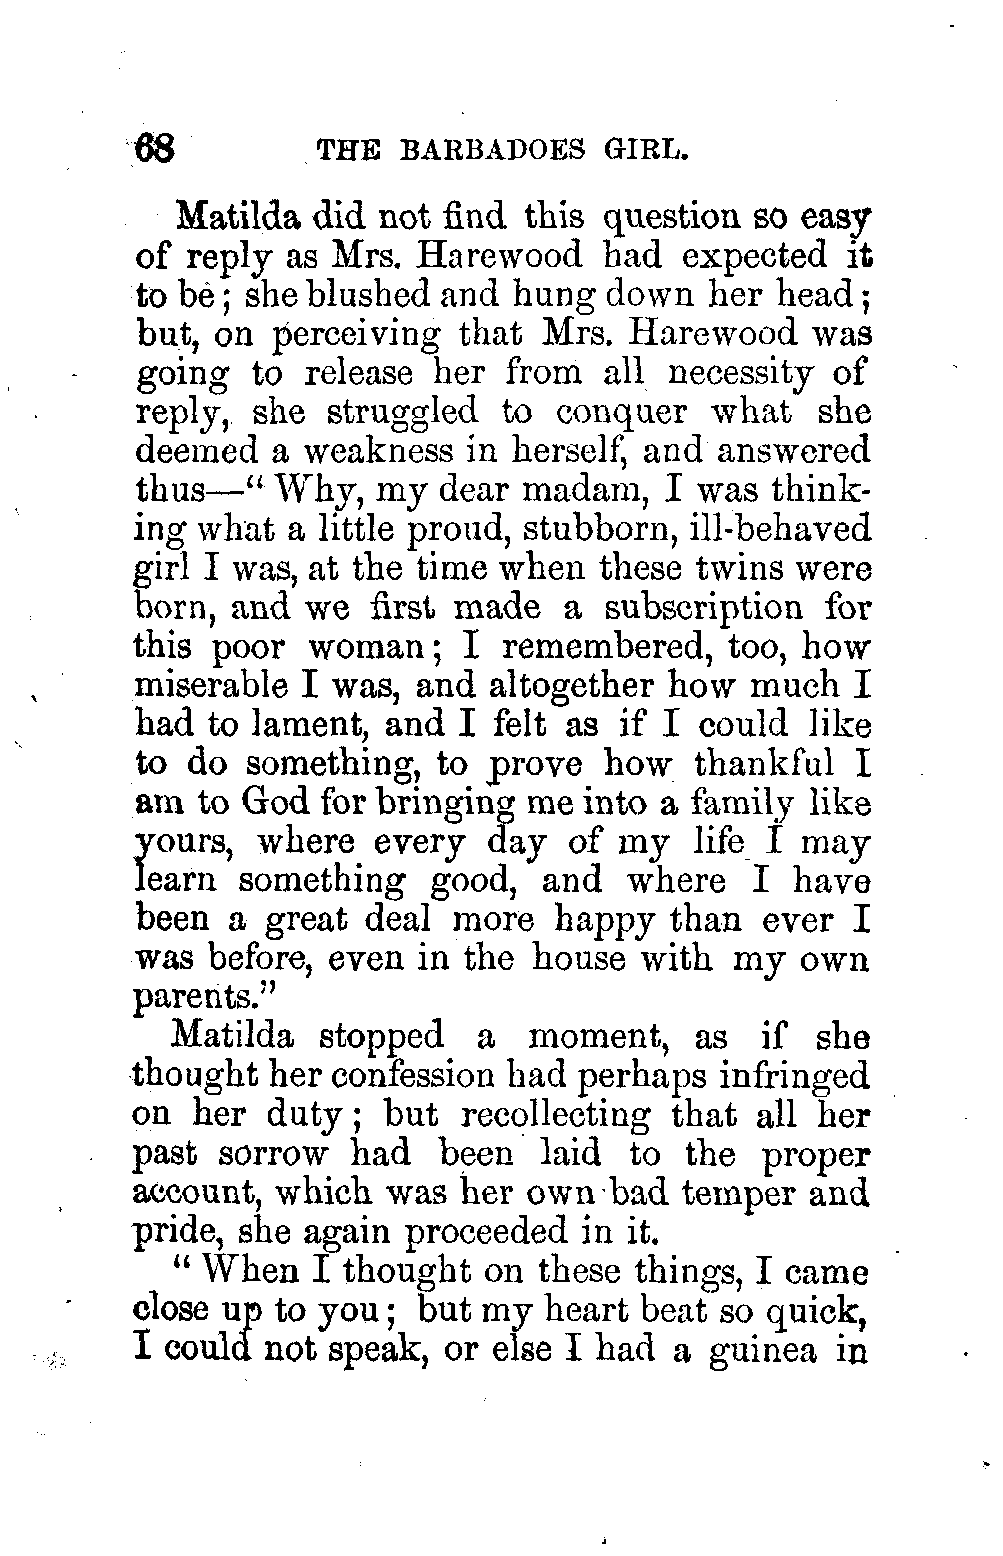 68 THE BARBADOES GIRL.
Matilda did not find this question so easy
of reply as Mrs. Harewood had expected it
to be; she blushed and hung down her head;
but, on perceiving that Mrs. Harewood was
going to release her from all necessity of
reply, she struggled to conquer what she
deemed a weakness in herself, and answered
thus—“Why, my dear madam, I was think-
ing what a little proud, stubborn, ill-behaved
girl I was, at the time when these twins were
born, and we first made a subscription for
this poor woman; I remembered, too, how
miserable I was, and altogether how much I
had to lament, and I felt as if I could like
to do something, to prove how thankful I
am to God for bringing me into a family like
yours, where every day of my life I may
learn something good, and where I have
been a great deal more happy than ever I
was before, even in the house with my own
parents.”
Matilda stopped a moment, as if she
thought her confession had perhaps infringed
on her duty; but recollecting that all her
past sorrow had been laid to the proper
account, which was her own bad temper and
pride, she again proceeded in it.
“When I thought on these things, I came
close up to you; but my heart beat so quick,
I could not speak, or else I had a guinea in